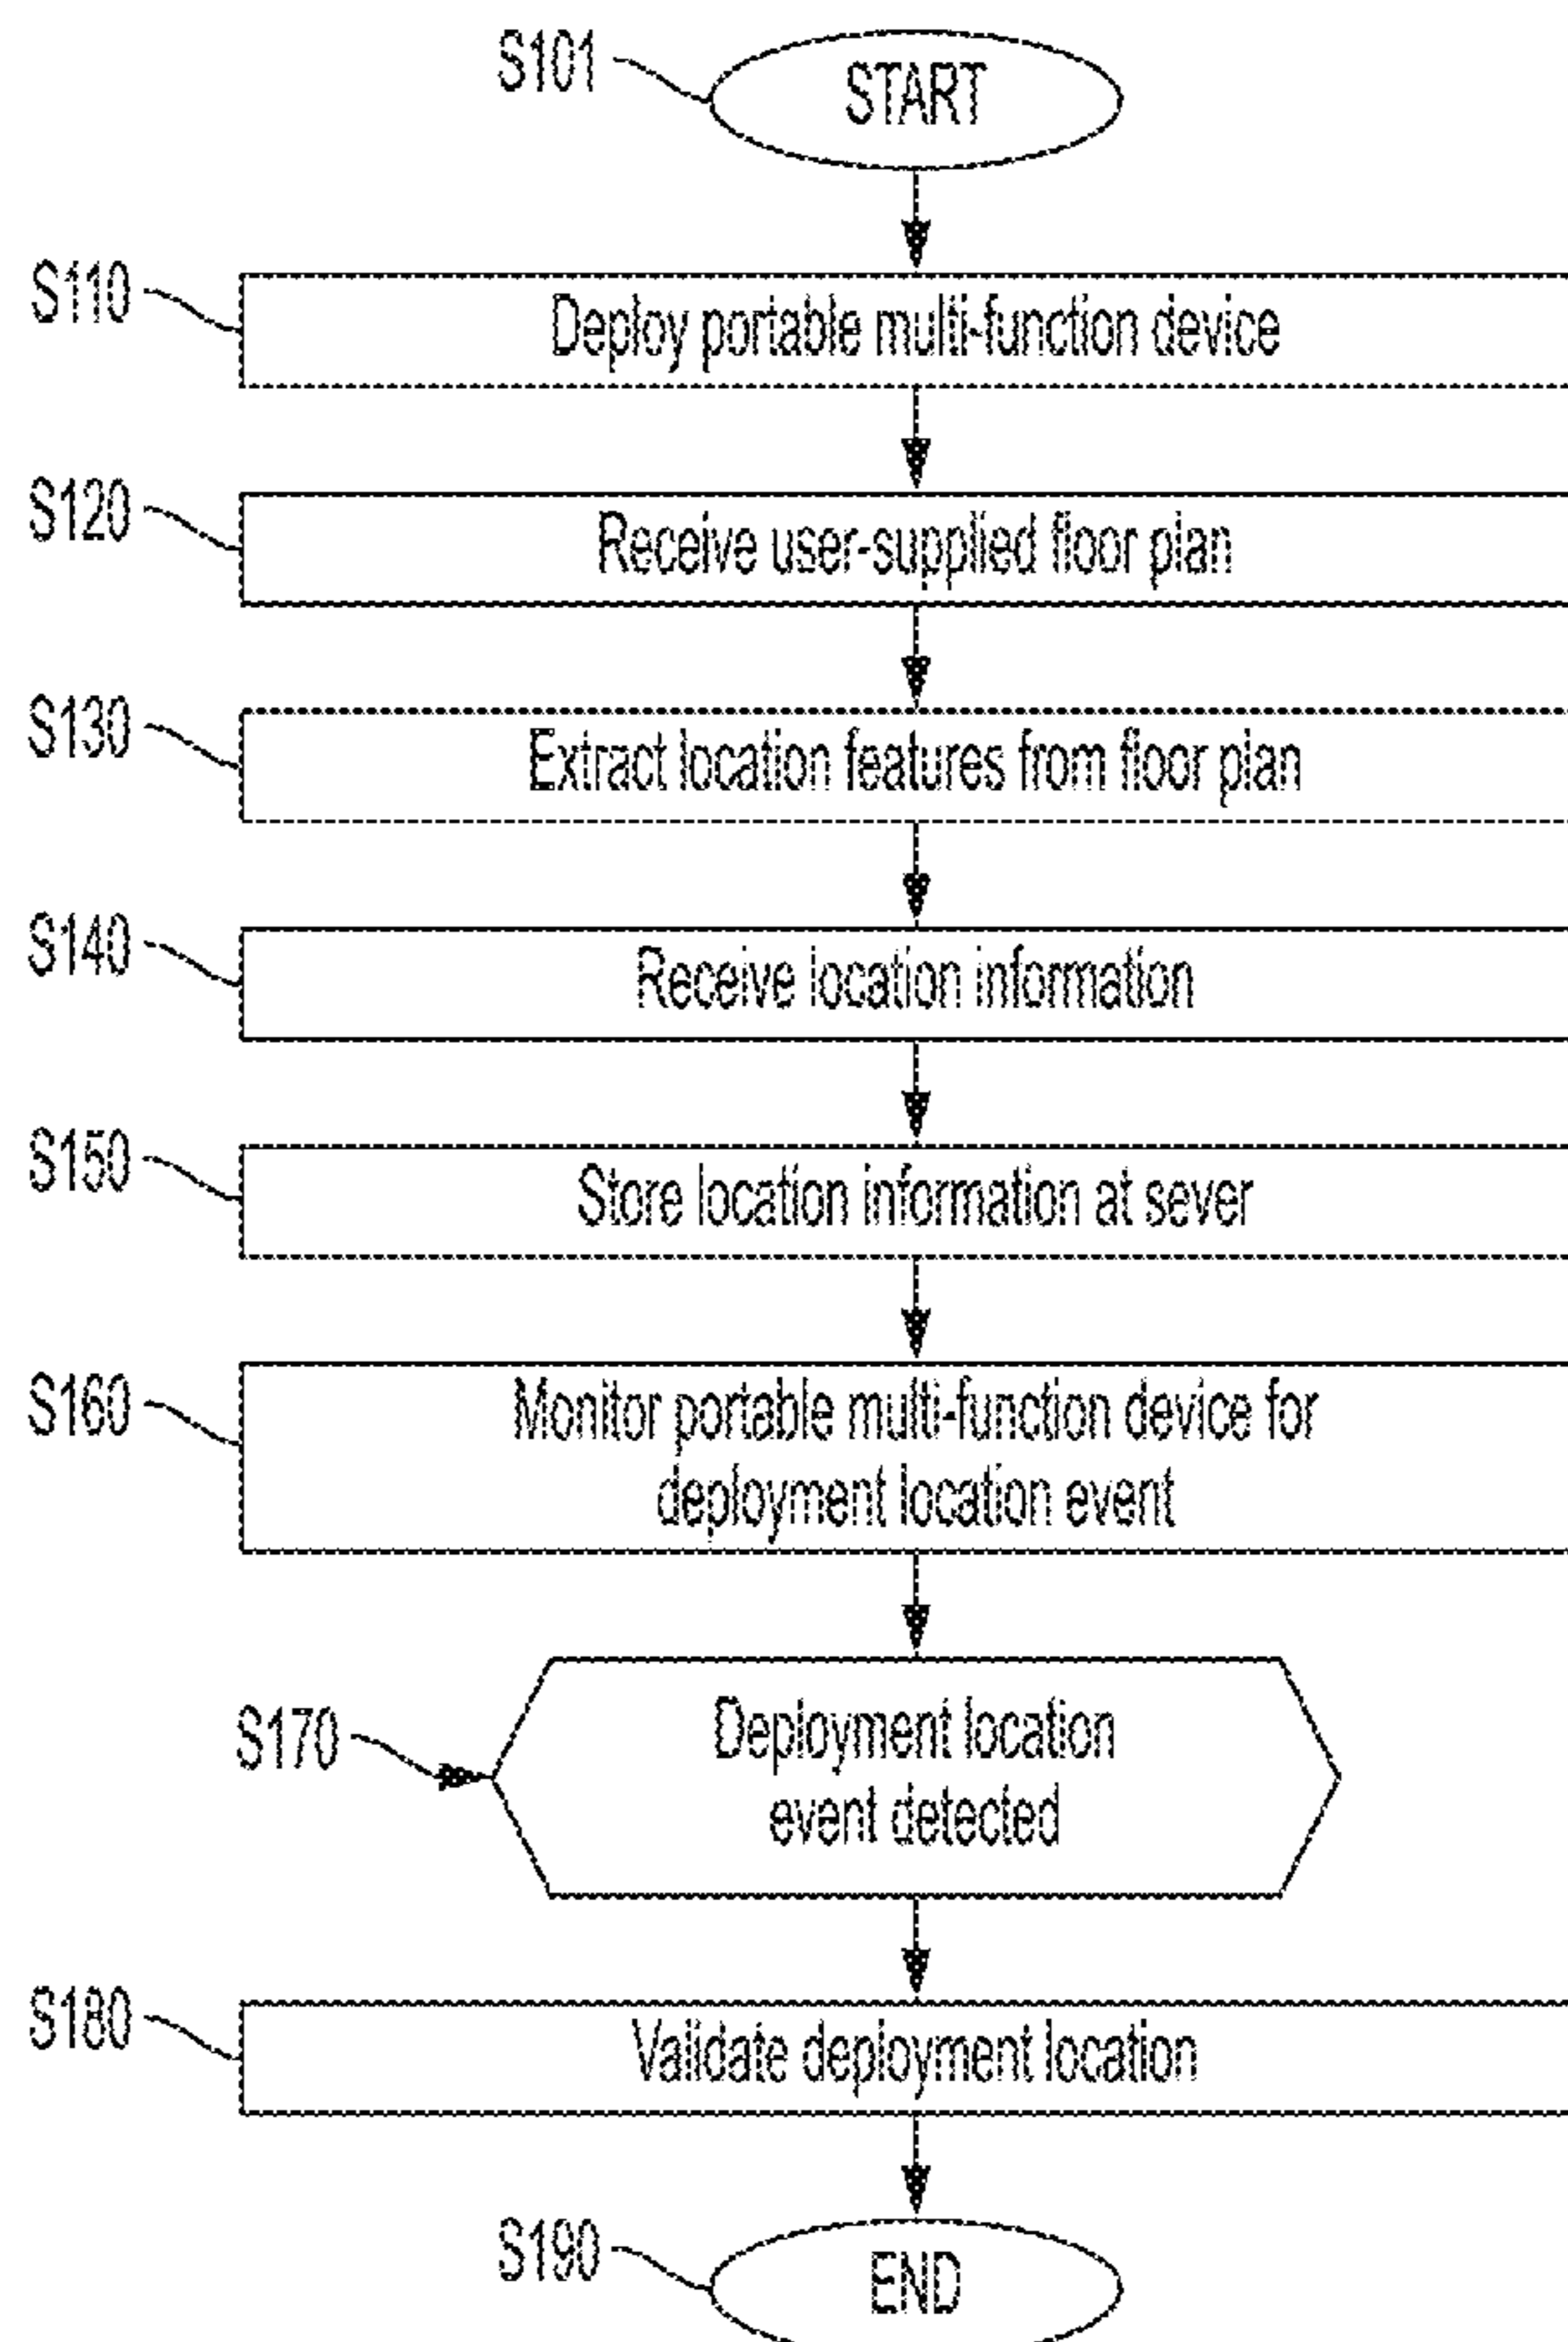 S101
START
S110
Deploy portable multi-function device
S120
Receive user-supplied floor plan
S130
Extract location features from floor plan
S140
Receive location information
S150
Store location information at sever
S160
Monitor portable multi-function device for
deployment location event
S170
Deployment location
event detected
S180
Validate deployment location
S190
END